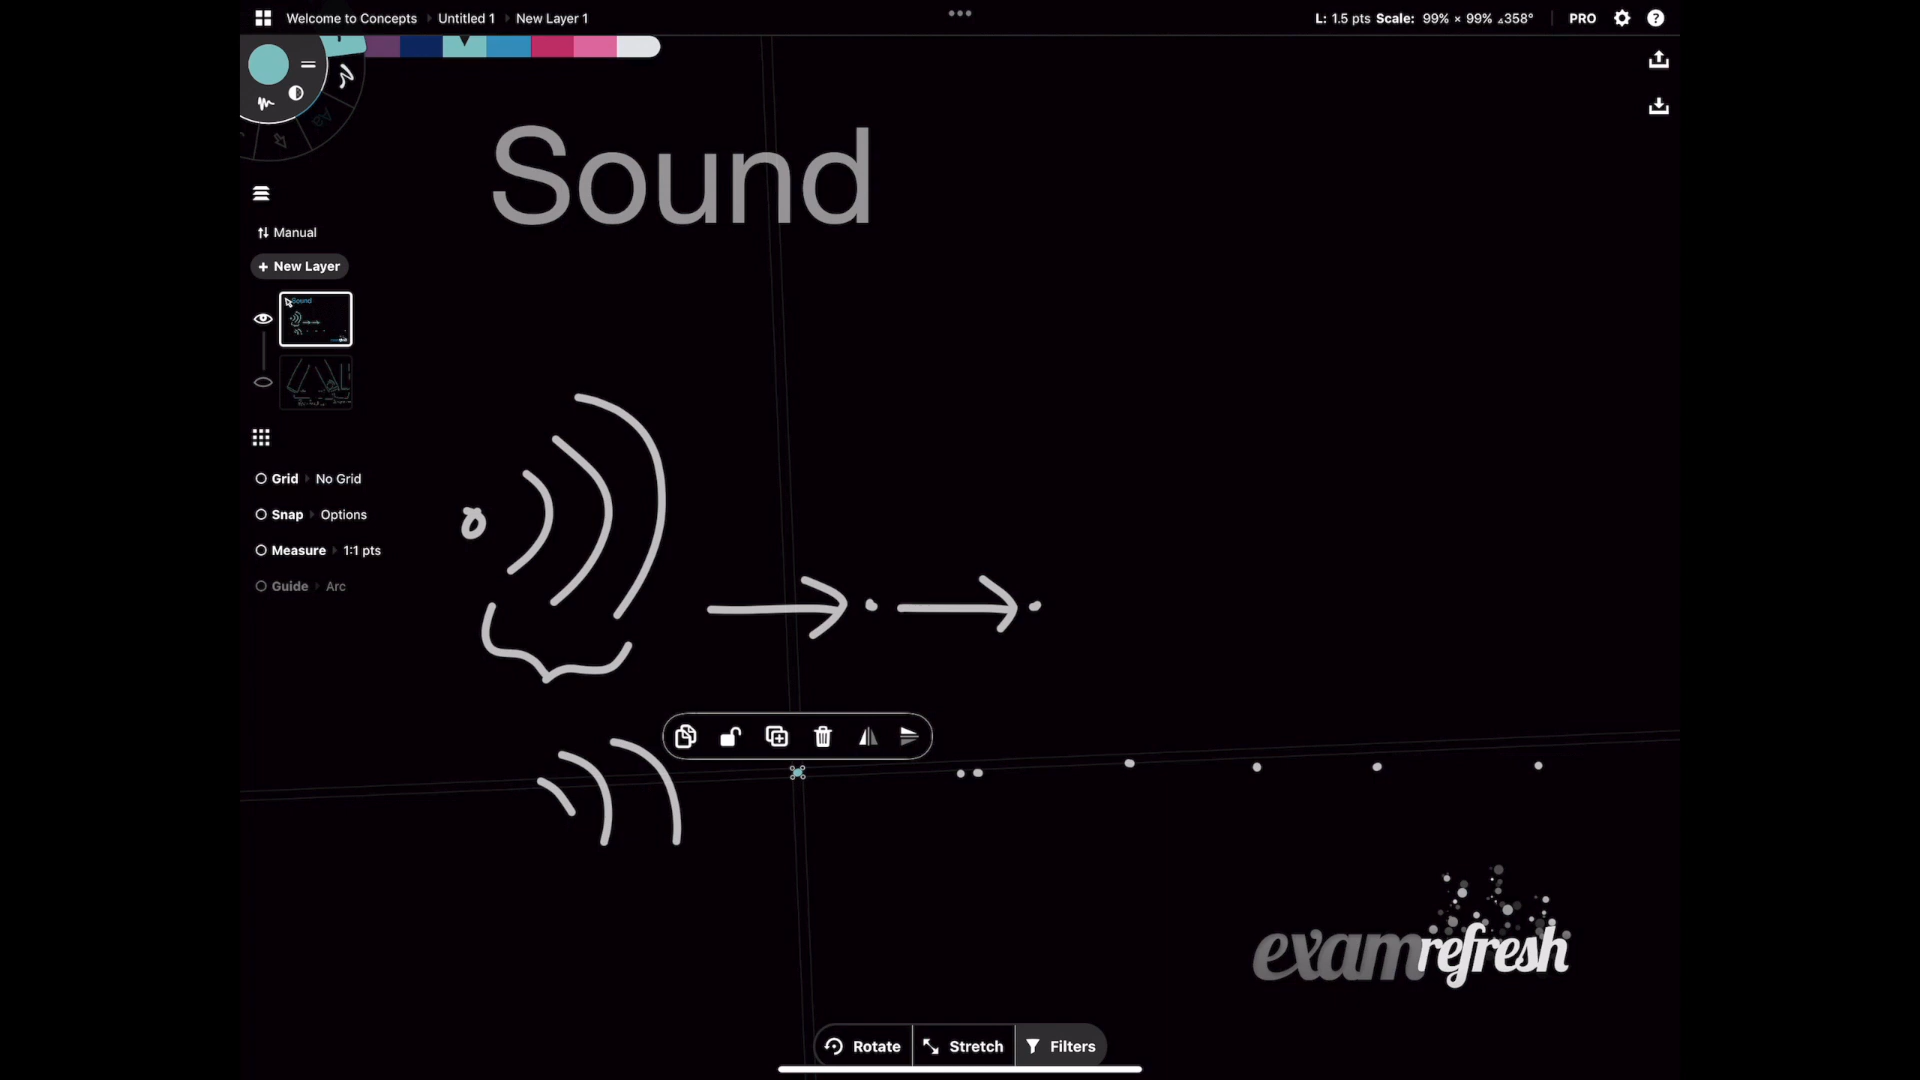 Welcome to Concepts Untitled 1 New Layer 1
L: 1.5 pts Scale: 99% × 99% ⊿358° PRO
Sound
Manual
+ New Layer
Sound
Grid No Grid
Snap Options
Measure 1:1 pts
Guide Arc
examrefresh
Rotate Stretch Filters